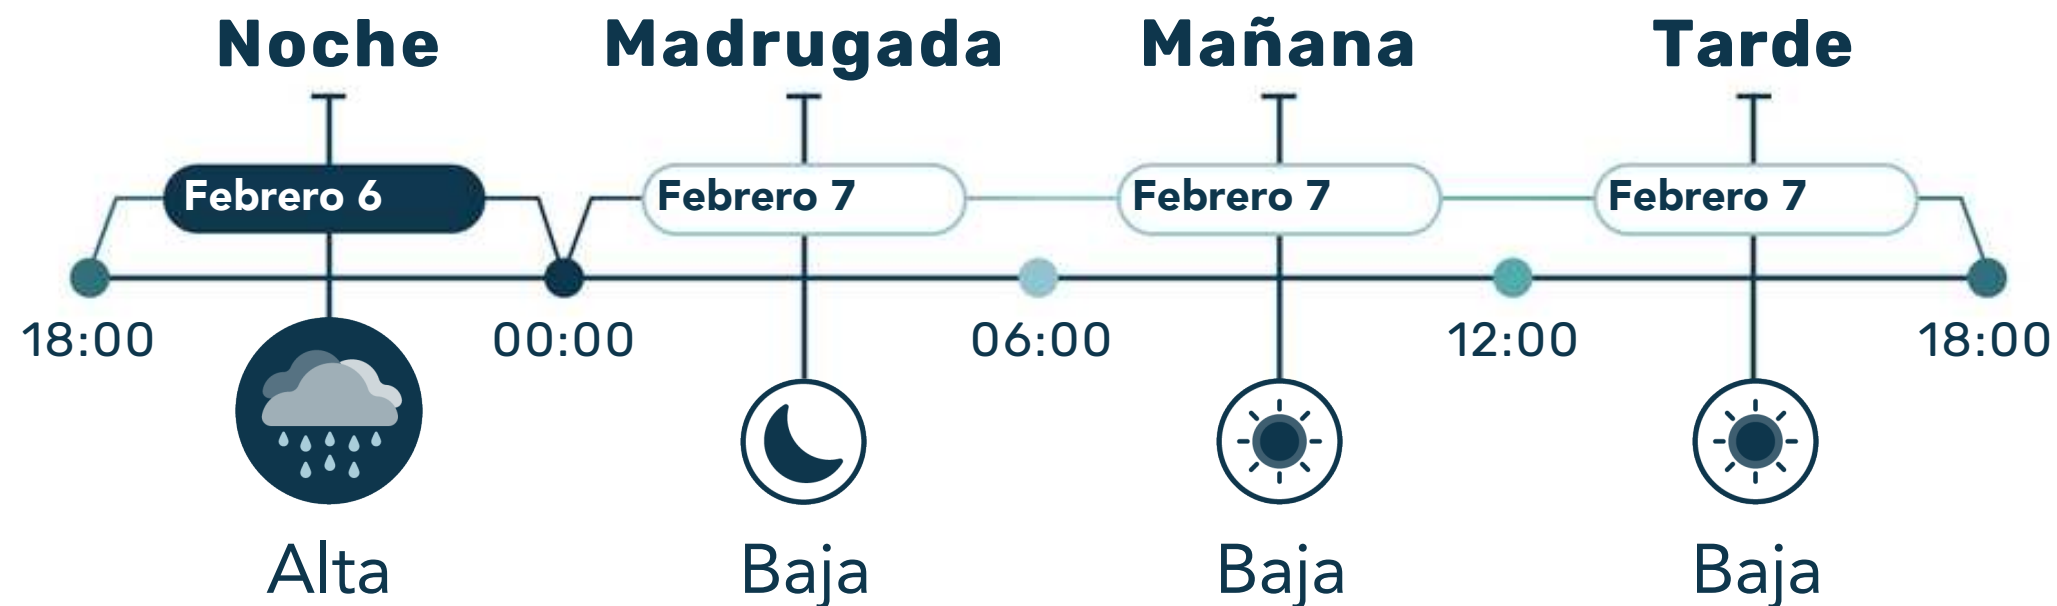 Noche Madrugada Mañana Tarde
Febrero 6 Febrero 7 Febrero 7 Febrero 7
18:00 00:00 06:00 12:00 18:00
Alta Baja Baja Baja